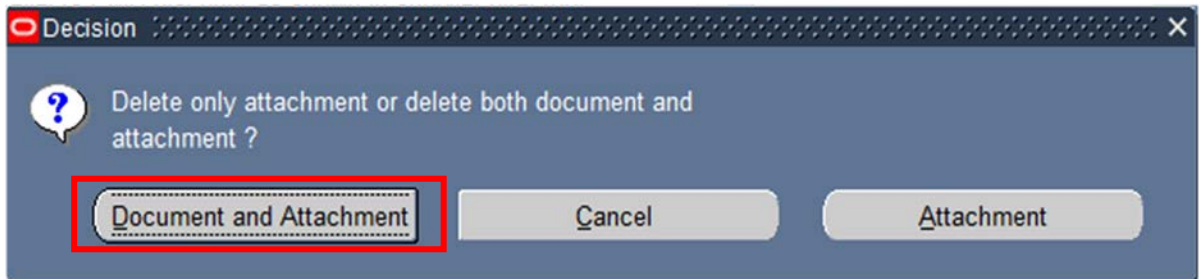 Decision
Delete only attachment or delete both document and
attachment ?
Document and Attachment Cancel Attachment